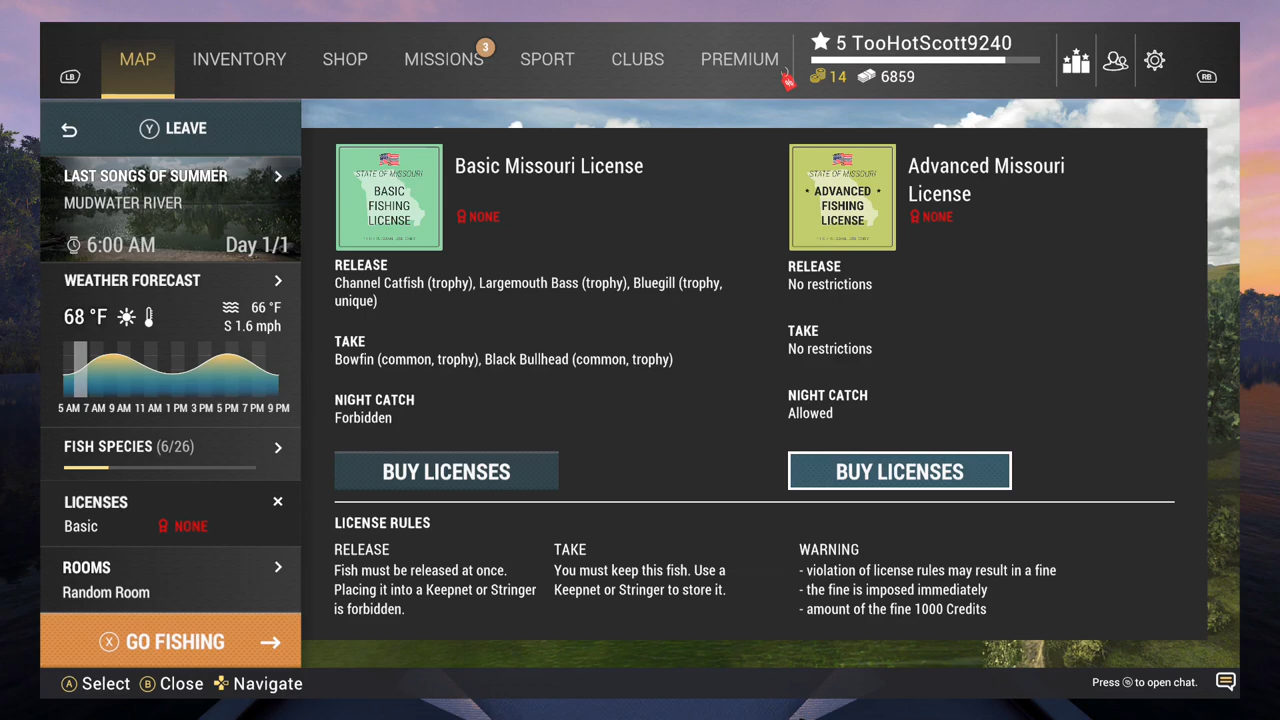 LB
MAP
INVENTORY
SHOP
MISSIONS
3
SPORT
CLUBS
PREMIUM
%
5 TooHotScott9240
14
6859
RB
Y LEAVE
LAST SONGS OF SUMMER
MUDWATER RIVER
6:00 AM
Day 1/1
WEATHER FORECAST
68 °F
66 °F
S 1.6 mph
5 AM 7 AM 9 AM 11 AM 1 PM 3 PM 5 PM 7 PM 9 PM
FISH SPECIES (6/26)
LICENSES
Basic
NONE
ROOMS
Random Room
X GO FISHING
STATE OF MISSOURI
BASIC
FISHING
LICENSE
Basic Missouri License
NONE
RELEASE
Channel Catfish (trophy), Largemouth Bass (trophy), Bluegill (trophy,
unique)
TAKE
Bowfin (common, trophy), Black Bullhead (common, trophy)
NIGHT CATCH
Forbidden
BUY LICENSES
STATE OF MISSOURI
• ADVANCED •
FISHING
LICENSE
Advanced Missouri
License
NONE
RELEASE
No restrictions
TAKE
No restrictions
NIGHT CATCH
Allowed
BUY LICENSES
LICENSE RULES
RELEASE
Fish must be released at once.
Placing it into a Keepnet or Stringer
is forbidden.
TAKE
You must keep this fish. Use a
Keepnet or Stringer to store it.
WARNING
- violation of license rules may result in a fine
- the fine is imposed immediately
- amount of the fine 1000 Credits
A Select B Close Navigate
Press to open chat.